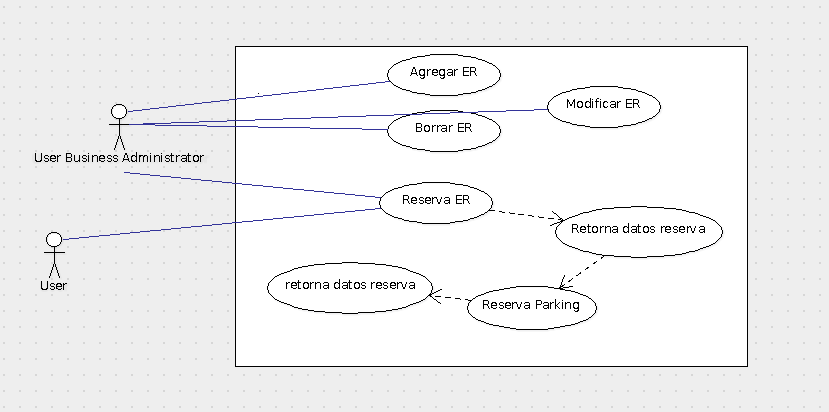 Agregar ER
Modificar ER
Borrar ER
User Business Administrator
Reserva ER
Retorna datos reserva
User
retorna datos reserva
Reserva Parking